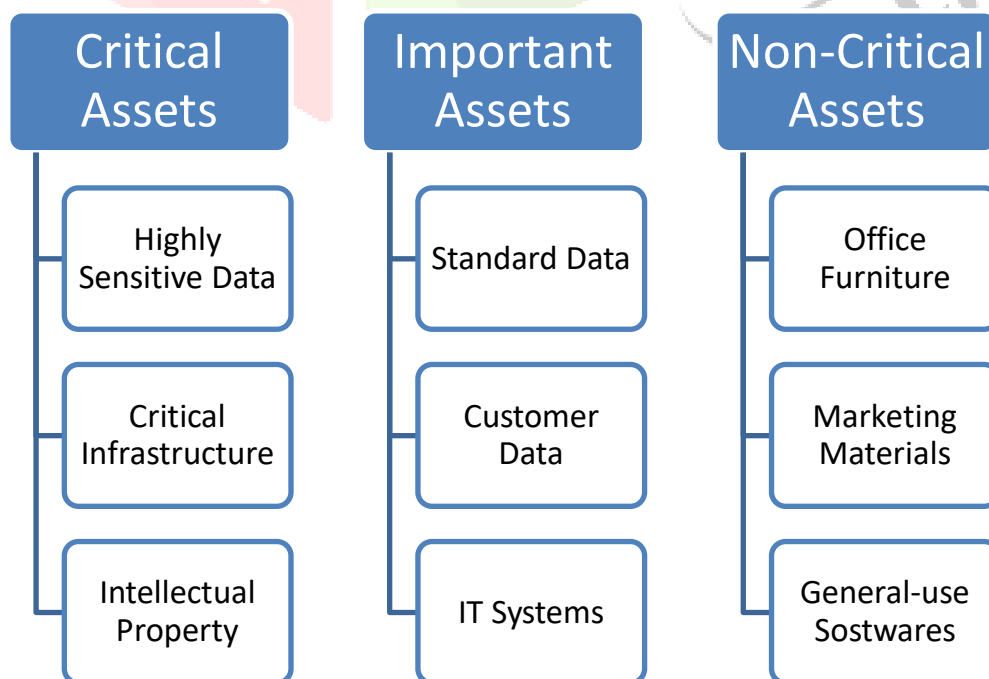 Critical
Assets
Highly
Sensitive Data
Critical
Infrastructure
Intellectual
Property
Important
Assets
Standard Data
Customer
Data
IT Systems
Non-Critical
Assets
Office
Furniture
Marketing
Materials
General-use
Sostwares